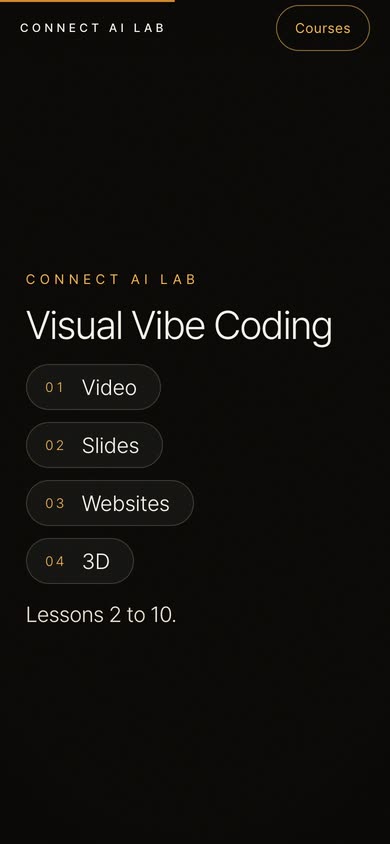 CONNECT AI LAB
Courses
CONNECT AI LAB
Visual Vibe Coding
01 Video
02 Slides
03 Websites
04 3D
Lessons 2 to 10.